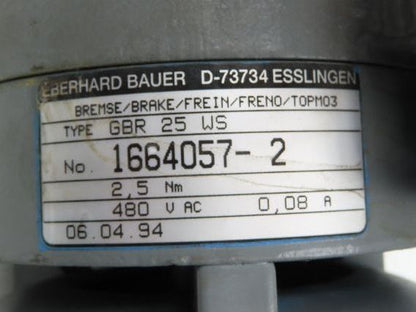 EBERHARD BAUER D-73734 ESSLINGEN
BREMSE/BRAKE/FREIN/FRENO/TOPMO3
TYPE GBR 25 WS
No. 1664057-2
2,5 Nm
480 V AC 0,08 A
06.04.94